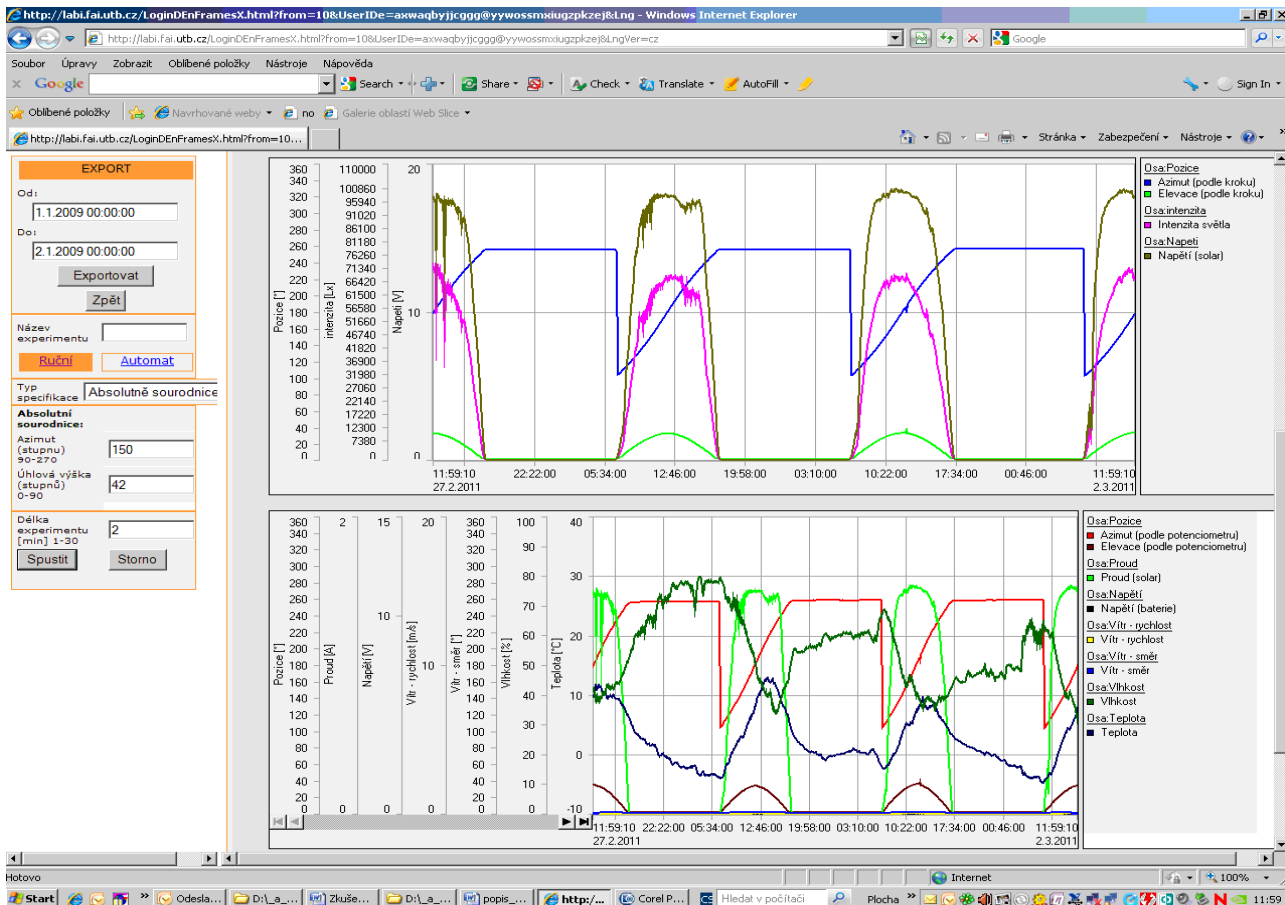 http://labi.fai.utb.cz/LoginDEnFramesX.html?from=10&UserIDe=axwaqbyjjcggg@yywossmxiugzpkzej&Lng - Windows Internet Explorer
http://labi.fai.utb.cz/LoginDEnFramesX.html?from=10&UserIDe=axwaqbyjjcggg@yywossmxiugzpkzej&LngVer=cz
Google
Soubor Úpravy Zobrazit Oblíbené položky Nástroje Nápověda
x Google Search Share Check Translate AutoFill Sign In
Oblíbené položky Navrhované weby no Galerie oblastí Web Slice
http://labi.fai.utb.cz/LoginDEnFramesX.html?from=10...
Stránka Zabezpečení Nástroje
EXPORT
Od:
1.1.2009 00:00:00
Do:
2.1.2009 00:00:00
Exportovat
Zpět
Název
experimentu
Ruční Automat
Typ
specifikace Absolutně sourodnice
Absolutní
sourodnice:
Azimut
(stupnu)
90-270
150
Úhlová výška
(stupnů)
0-90
42
Délka
experimentu
[min] 1-30
2
Spustit Storno
360
340
320
300
280
260
240
220
200
180
160
140
120
100
80
60
40
20
0
Pozice [°]
110000
100860
95940
91020
86100
81180
76260
71340
66420
61500
56580
51660
46740
41820
36900
31980
27060
22140
17220
12300
7380
intenzita [Lx]
20
10
0
Napeti [V]
11:59:10 22:22:00 05:34:00 12:46:00 19:58:00 03:10:00 10:22:00 17:34:00 00:46:00 11:59:10
27.2.2011 2.3.2011
Osa:Pozice
Azimut (podle kroku)
Elevace (podle kroku)
Osa:intenzita
Intenzita světla
Osa:Napeti
Napětí (solar)
360
340
320
300
280
260
240
220
200
180
160
140
120
100
80
60
40
20
0
Pozice [°]
2
0
Proud [A]
15
10
0
Napětí [V]
20
10
0
Vítr - rychlost [m/s]
360
340
320
300
280
260
240
220
200
180
160
140
120
100
80
60
40
20
0
Vítr - směr [°]
100
90
80
70
60
50
40
30
20
10
0
Vlhkost [%]
40
30
20
10
0
-10
Teplota [°C]
11:59:10 22:22:00 05:34:00 12:46:00 19:58:00 03:10:00 10:22:00 17:34:00 00:46:00 11:59:10
27.2.2011 2.3.2011
Osa:Pozice
Azimut (podle potenciometru)
Elevace (podle potenciometru)
Osa:Proud
Proud (solar)
Osa:Napětí
Napětí (baterie)
Osa:Vítr - rychlost
Vítr - rychlost
Osa:Vítr - směr
Vítr - směr
Osa:Vlhkost
Vlhkost
Osa:Teplota
Teplota
Hotovo Internet 100%
Start Odesla... D:\_a_... Zkuše... D:\_a_... popis_... http:/... Corel P... Hledat v počítači Plocha 11:59